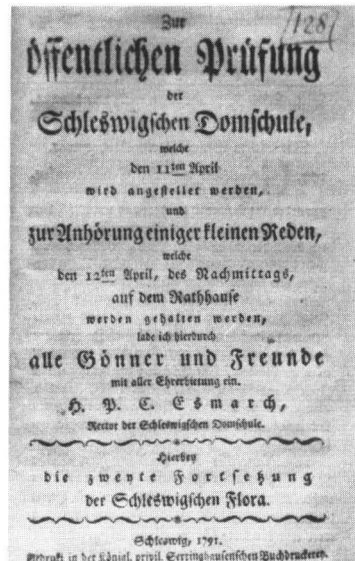 [128]
Zur
öffentlichen Prüfung
der
Schleswigschen Domschule,
welche
den 11ten April
wird angestellet werden,
und
zur Anhörung einiger kleinen Reden,
welche
den 12ten April, des Nachmittags,
auf dem Rathhause
werden gehalten werden,
lade ich hierdurch
alle Gönner und Freunde
mit aller Ehrerbietung ein.
H. P. C. Esmarch,
Rector der Schleswigschen Domschule.
Hierbey
die zweyte Fortsetzung
der Schleswigschen Flora.
Schleswig, 1791.
Gedruckt in der Königl. privil. Serringhausenschen Buchdruckerey.